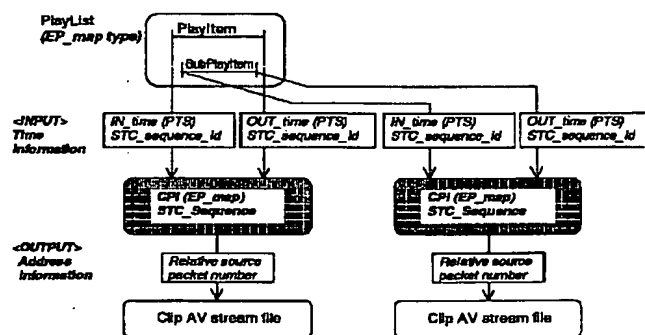 PlayList
(EP_map type)
PlayItem
SubPlayItem
<INPUT>
Time
Information
IN_time (PTS)
STC_sequence_id
OUT_time (PTS)
STC_sequence_id
IN_time (PTS)
STC_sequence_id
OUT_time (PTS)
STC_sequence_id
CPI (EP_map)
STC_Sequence
CPI (EP_map)
STC_Sequence
<OUTPUT>
Address
Information
Relative source
packet number
Relative source
packet number
Clip AV stream file
Clip AV stream file